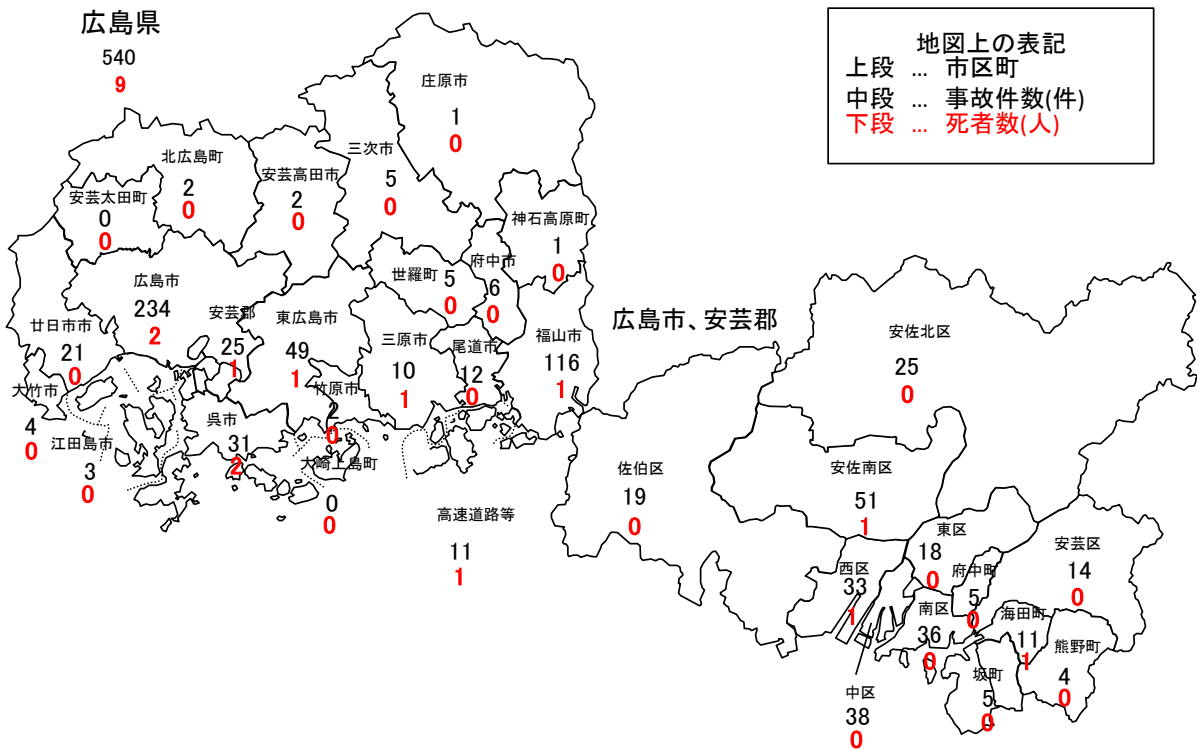 広島県
540
9
地図上の表記
上段 … 市区町
中段 … 事故件数(件)
下段 … 死者数(人)
庄原市
1
0
三次市
5
0
北広島町
2
0
安芸高田市
2
0
安芸太田町
0
0
神石高原町
1
0
府中市
6
0
世羅町
5
0
広島市
234
2
安芸郡
25
1
東広島市
49
1
三原市
10
1
尾道市
12
0
福山市
116
1
廿日市市
21
0
大竹市
4
0
竹原市
2
0
呉市
31
2
江田島市
3
0
大崎上島町
0
0
高速道路等
11
1
広島市、安芸郡
安佐北区
25
0
佐伯区
19
0
安佐南区
51
1
東区
18
0
安芸区
14
0
西区
33
1
府中町
5
0
南区
36
0
海田町
11
1
熊野町
4
0
坂町
5
0
中区
38
0